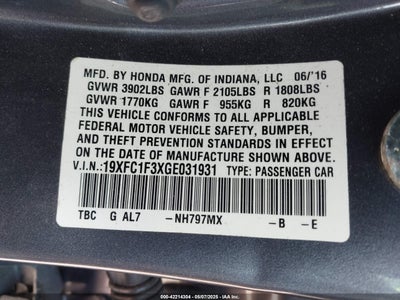 MFD. BY HONDA MFG. OF INDIANA, LLC 06/'16
GVWR 3902LBS GAWR F 2105LBS R 1808LBS
GVWR 1770KG GAWR F 955KG R 820KG
THIS VEHICLE CONFORMS TO ALL APPLICABLE
FEDERAL MOTOR VEHICLE SAFETY, BUMPER,
AND THEFT PREVENTION STANDARDS IN EFFECT
ON THE DATE OF MANUFACTURE SHOWN ABOVE.
V.I.N.:19XFC1F3XGE031931 TYPE: PASSENGER CAR
TBC G AL7 -NH797MX -B -E
000-42214304 - 05/07/2025 - IAAI